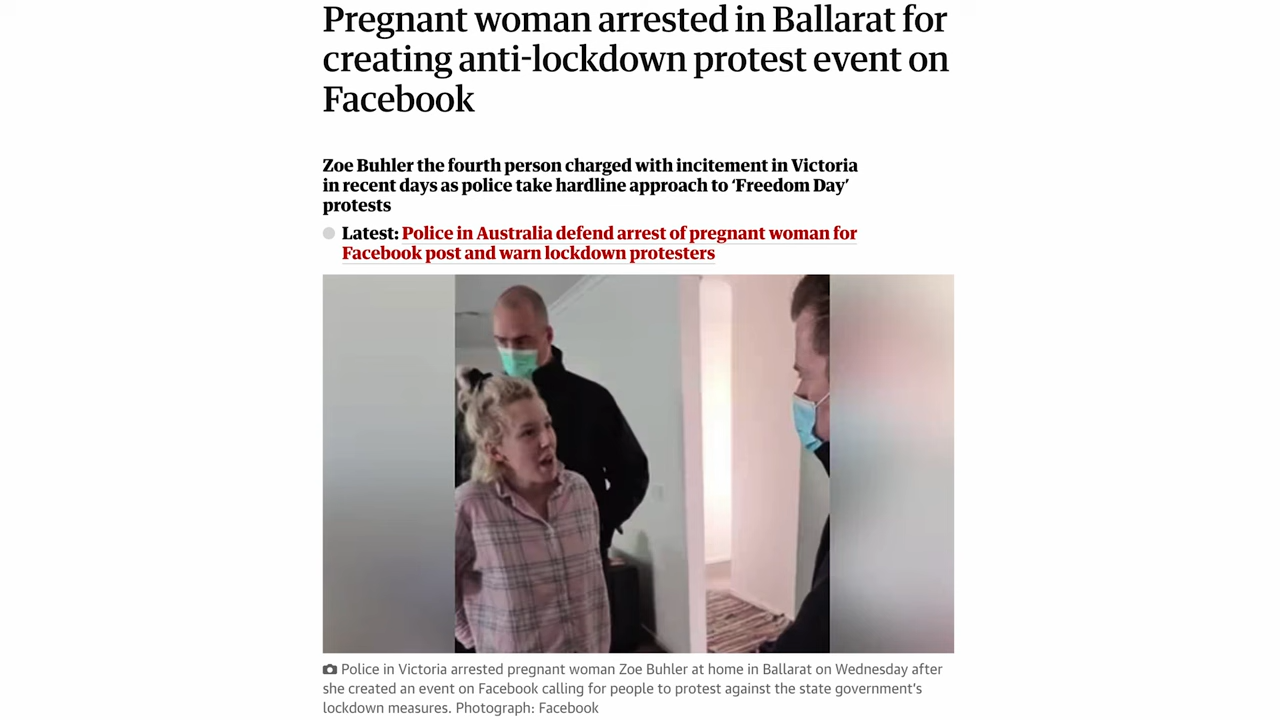 Pregnant woman arrested in Ballarat for
creating anti-lockdown protest event on
Facebook
Zoe Buhler the fourth person charged with incitement in Victoria
in recent days as police take hardline approach to ‘Freedom Day’
protests
Latest: Police in Australia defend arrest of pregnant woman for
Facebook post and warn lockdown protesters
Police in Victoria arrested pregnant woman Zoe Buhler at home in Ballarat on Wednesday after
she created an event on Facebook calling for people to protest against the state government's
lockdown measures. Photograph: Facebook